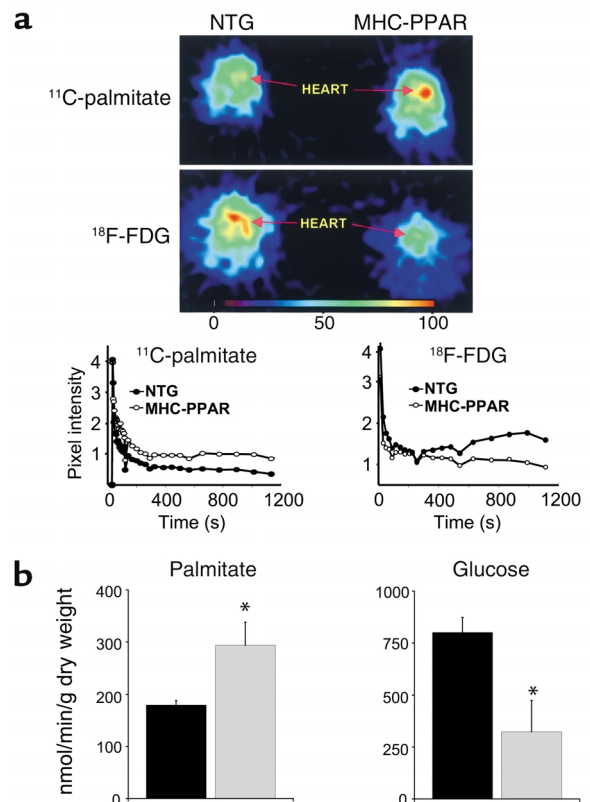 a
NTG MHC-PPAR
¹¹C-palmitate
HEART
¹⁸F-FDG
HEART
0 50 100
¹¹C-palmitate
Pixel intensity
4
3
2
1
NTG
MHC-PPAR
0 400 800 1200
Time (s)
¹⁸F-FDG
4
3
2
1
NTG
MHC-PPAR
0 400 800 1200
Time (s)
b
Palmitate
nmol/min/g dry weight
400
300
200
100
0
*
Glucose
1000
750
500
250
0
*